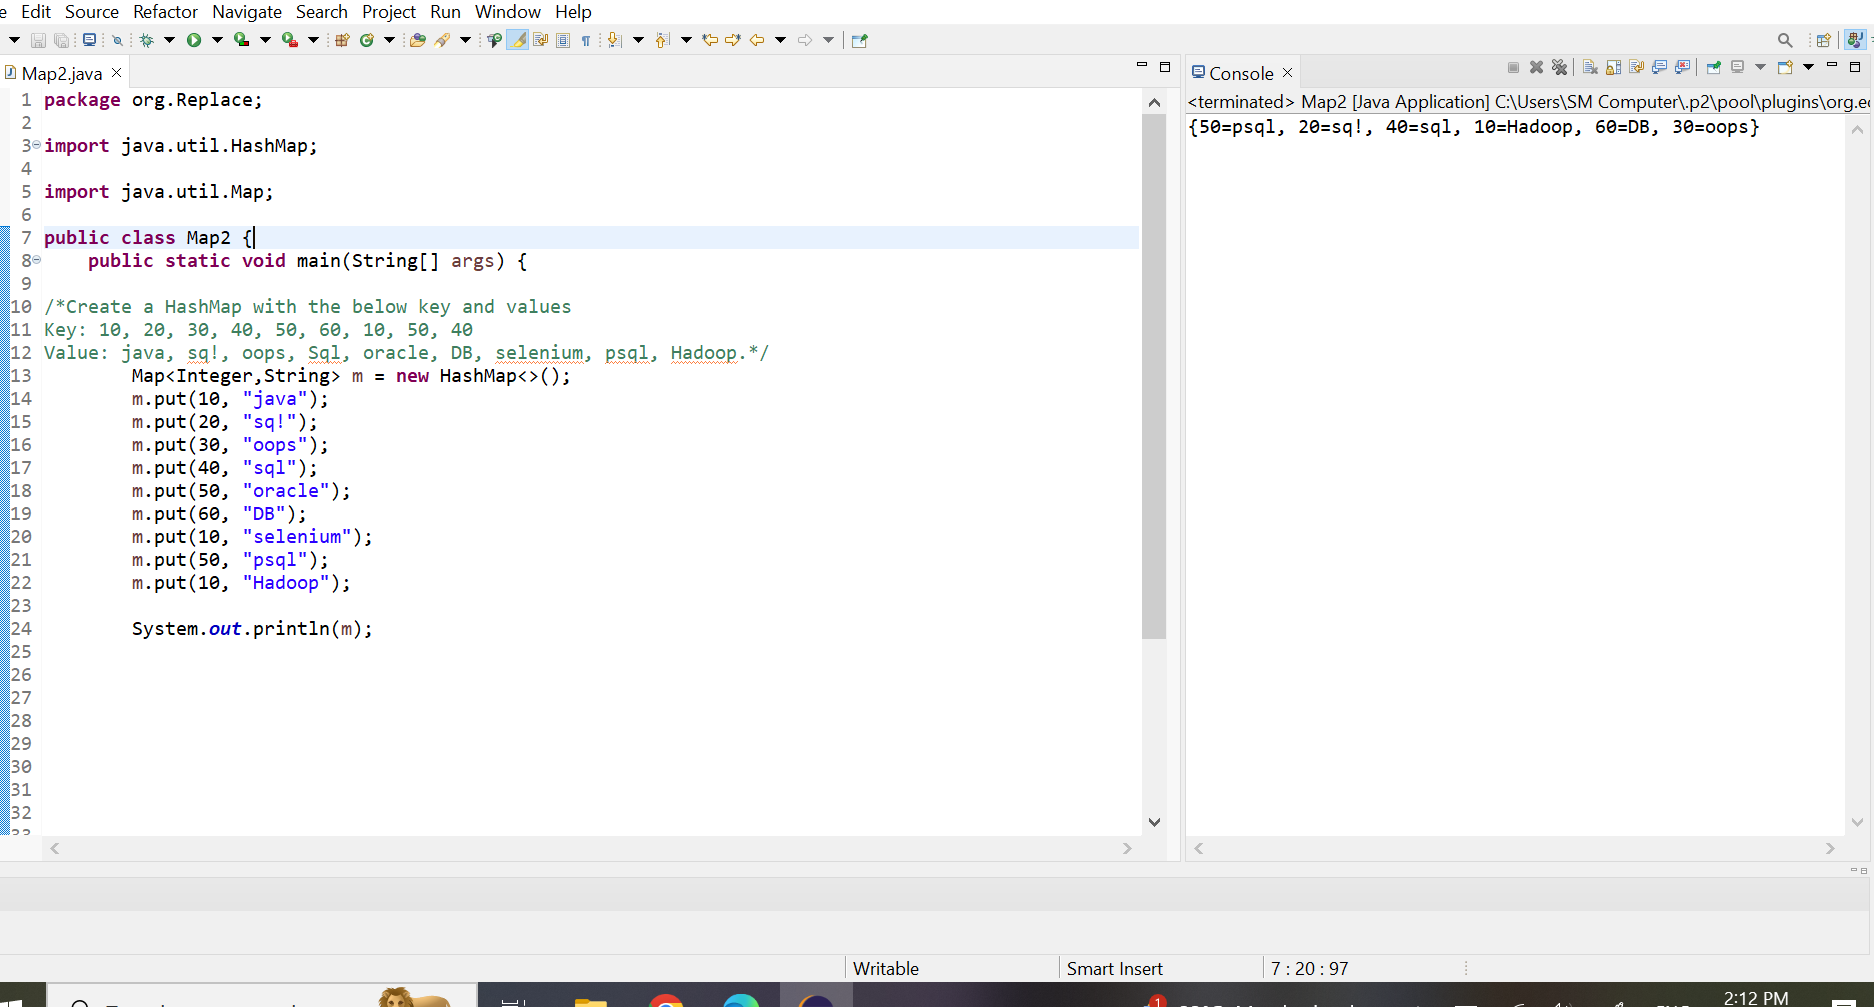 Edit Source Refactor Navigate Search Project Run Window Help
Map2.java
1 package org.Replace;
2
3 import java.util.HashMap;
4
5 import java.util.Map;
6
7 public class Map2 {
8 public static void main(String[] args) {
9
10 /*Create a HashMap with the below key and values
11 Key: 10, 20, 30, 40, 50, 60, 10, 50, 40
12 Value: java, sq!, oops, Sql, oracle, DB, selenium, psql, Hadoop.*/
13 Map<Integer,String> m = new HashMap<>();
14 m.put(10, "java");
15 m.put(20, "sq!");
16 m.put(30, "oops");
17 m.put(40, "sql");
18 m.put(50, "oracle");
19 m.put(60, "DB");
20 m.put(10, "selenium");
21 m.put(50, "psql");
22 m.put(10, "Hadoop");
23
24 System.out.println(m);
25
26
27
28
29
30
31
32
Console
<terminated> Map2 [Java Application] C:\Users\SM Computer\.p2\pool\plugins\org.e
{50=psql, 20=sq!, 40=sql, 10=Hadoop, 60=DB, 30=oops}
Writable Smart Insert 7 : 20 : 97
1
2:12 PM